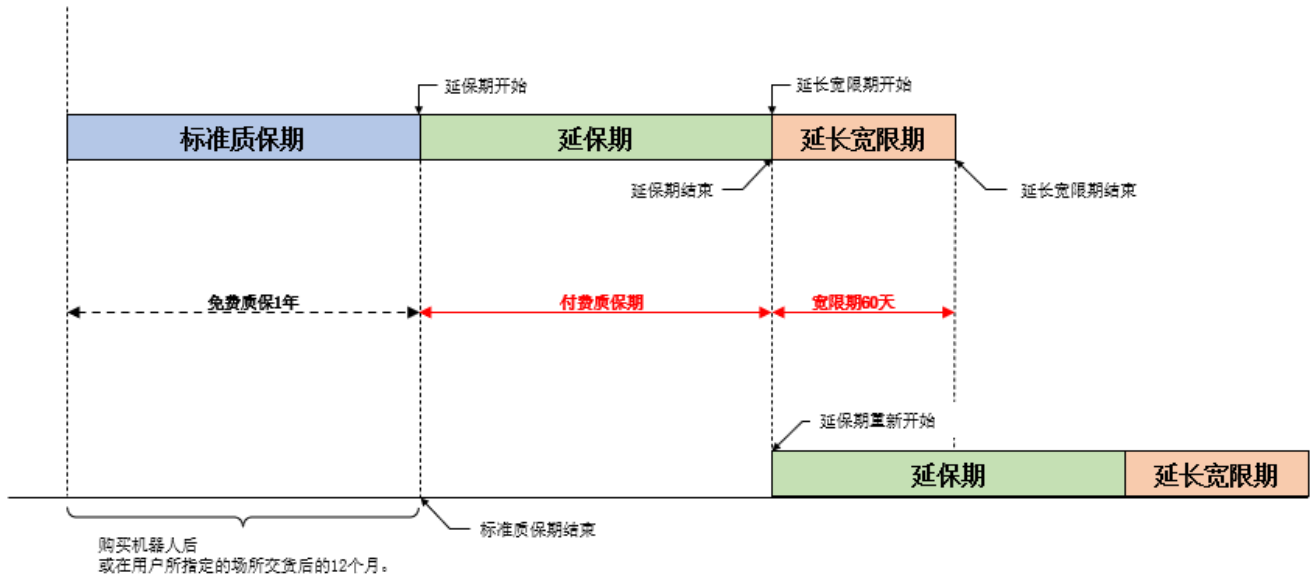 延保期开始
延长宽限期开始
标准质保期
延保期
延长宽限期
延保期结束
延长宽限期结束
免费质保1年
付费质保期
宽限期60天
延保期重新开始
延保期
延长宽限期
标准质保期结束
购买机器人后
或在用户所指定的场所交货后的12个月。